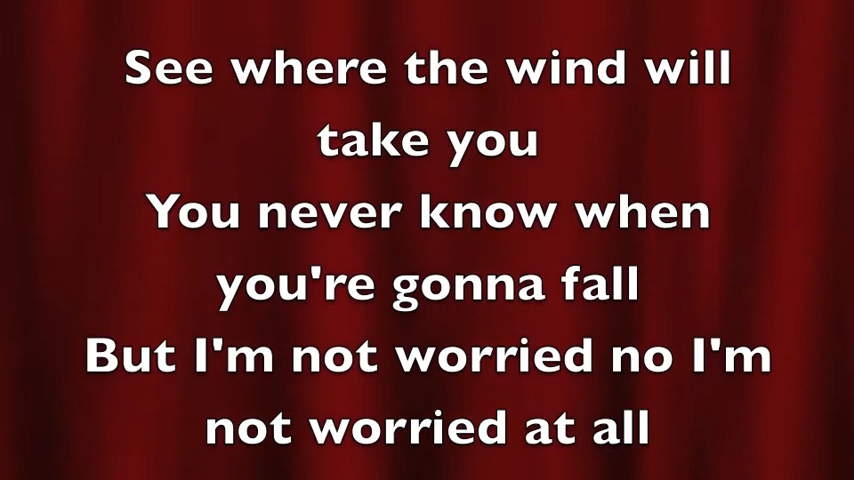 See where the wind will
take you
You never know when
you're gonna fall
But I'm not worried no I'm
not worried at all